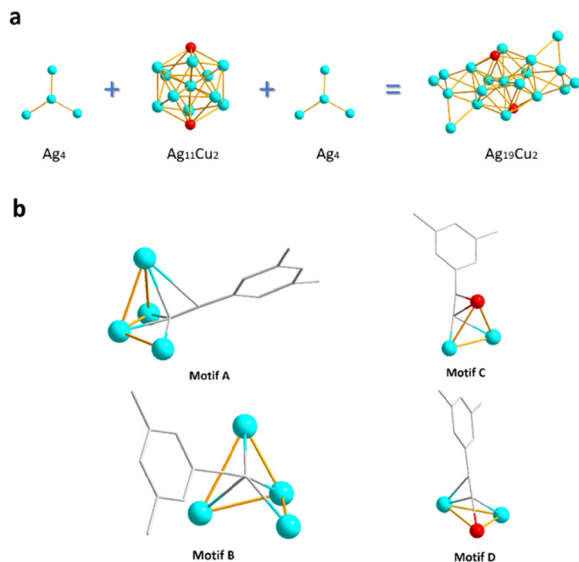 a
+ + =
Ag₄ Ag₁₁Cu₂ Ag₄ Ag₁₉Cu₂
b
Motif A
Motif C
Motif B
Motif D